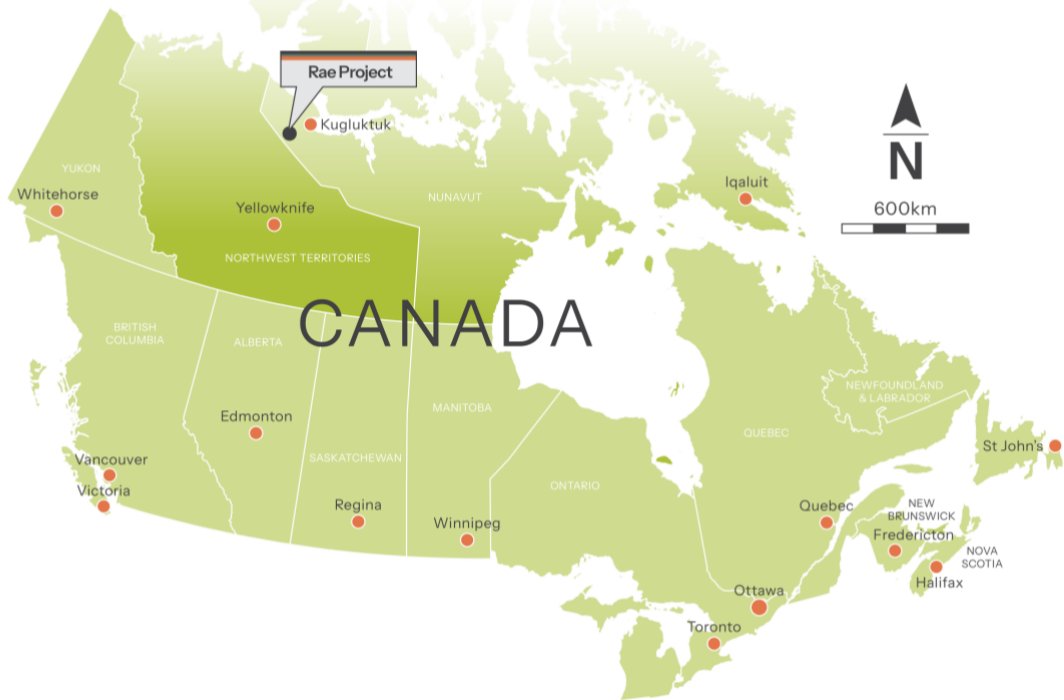 Rae Project
Kugluktuk
N
600km
YUKON
Whitehorse
Yellowknife
NORTHWEST TERRITORIES
NUNAVUT
Iqaluit
CANADA
BRITISH
COLUMBIA
ALBERTA
Edmonton
SASKATCHEWAN
MANITOBA
NEWFOUNDLAND
& LABRADOR
QUEBEC
St John's
Vancouver
Victoria
Regina
Winnipeg
ONTARIO
Quebec
NEW
BRUNSWICK
Fredericton
NOVA
SCOTIA
Halifax
Ottawa
Toronto